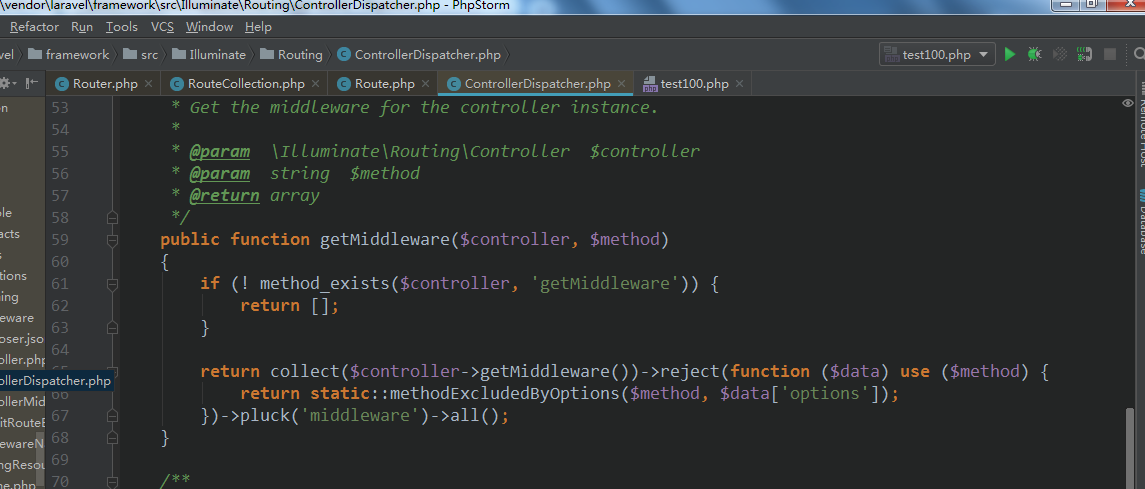 \vendor\laravel\framework\src\Illuminate\Routing\ControllerDispatcher.php - PhpStorm
Refactor Run Tools VCS Window Help
vel framework src Illuminate Routing ControllerDispatcher.php test100.php
Router.php RouteCollection.php Route.php ControllerDispatcher.php test100.php
53 * Get the middleware for the controller instance.
54 *
55 * @param \Illuminate\Routing\Controller $controller
56 * @param string $method
57 * @return array
58 */
59 public function getMiddleware($controller, $method)
60 {
61 if (! method_exists($controller, 'getMiddleware')) {
62 return [];
63 }
64
65 return collect($controller->getMiddleware())->reject(function ($data) use ($method) {
66 return static::methodExcludedByOptions($method, $data['options']);
67 })->pluck('middleware')->all();
68 }
69
70 /**
en
ole
acts
s
tions
ning
eware
oser.jso
oller.php
ollerDispatcher.php
ollerMid
itRouteB
ewareN
ngResou
ne.php
Remote Host
Database